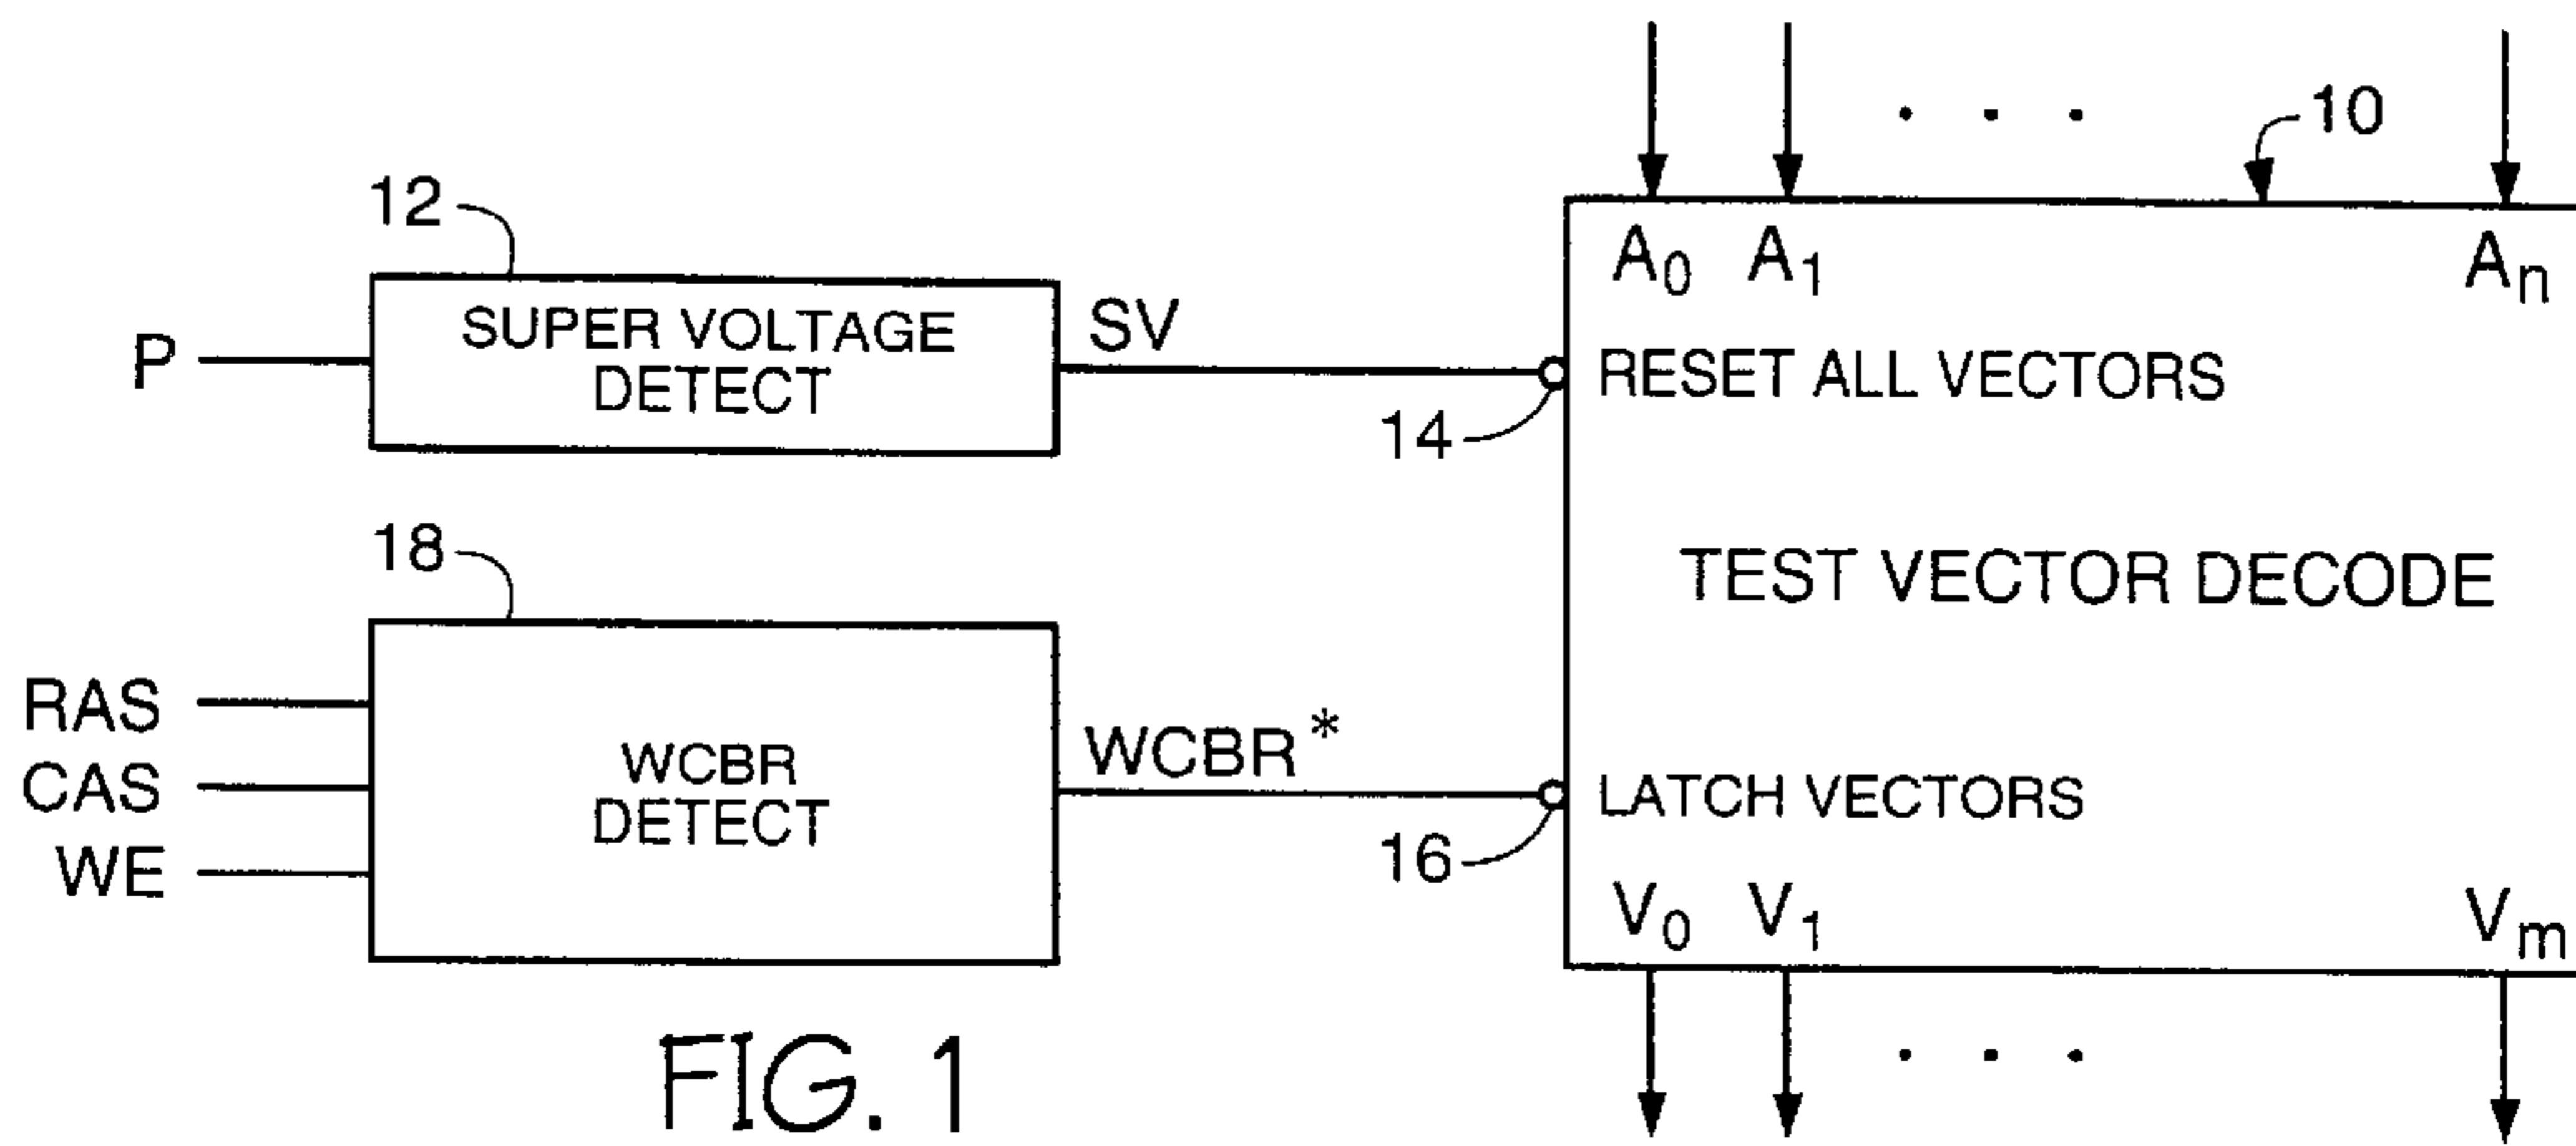 10
12
A0 A1 An
SUPER VOLTAGE
DETECT
P
SV
RESET ALL VECTORS
14
TEST VECTOR DECODE
18
RAS
CAS
WE
WCBR
DETECT
WCBR*
LATCH VECTORS
16
V0 V1 Vm
FIG. 1